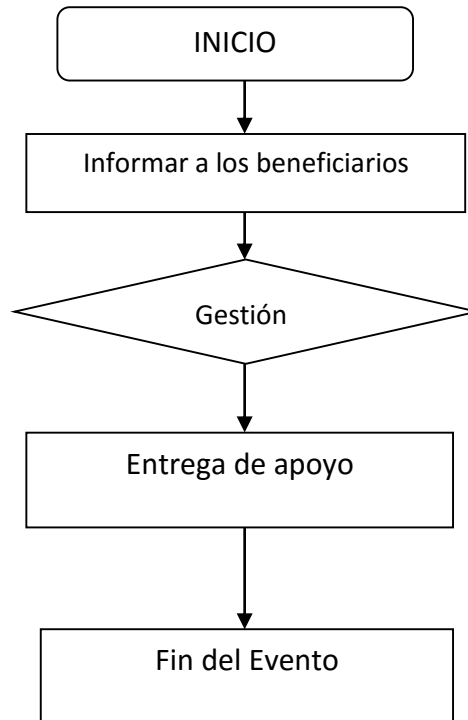 INICIO
Informar a los beneficiarios
Gestión
Entrega de apoyo
Fin del Evento